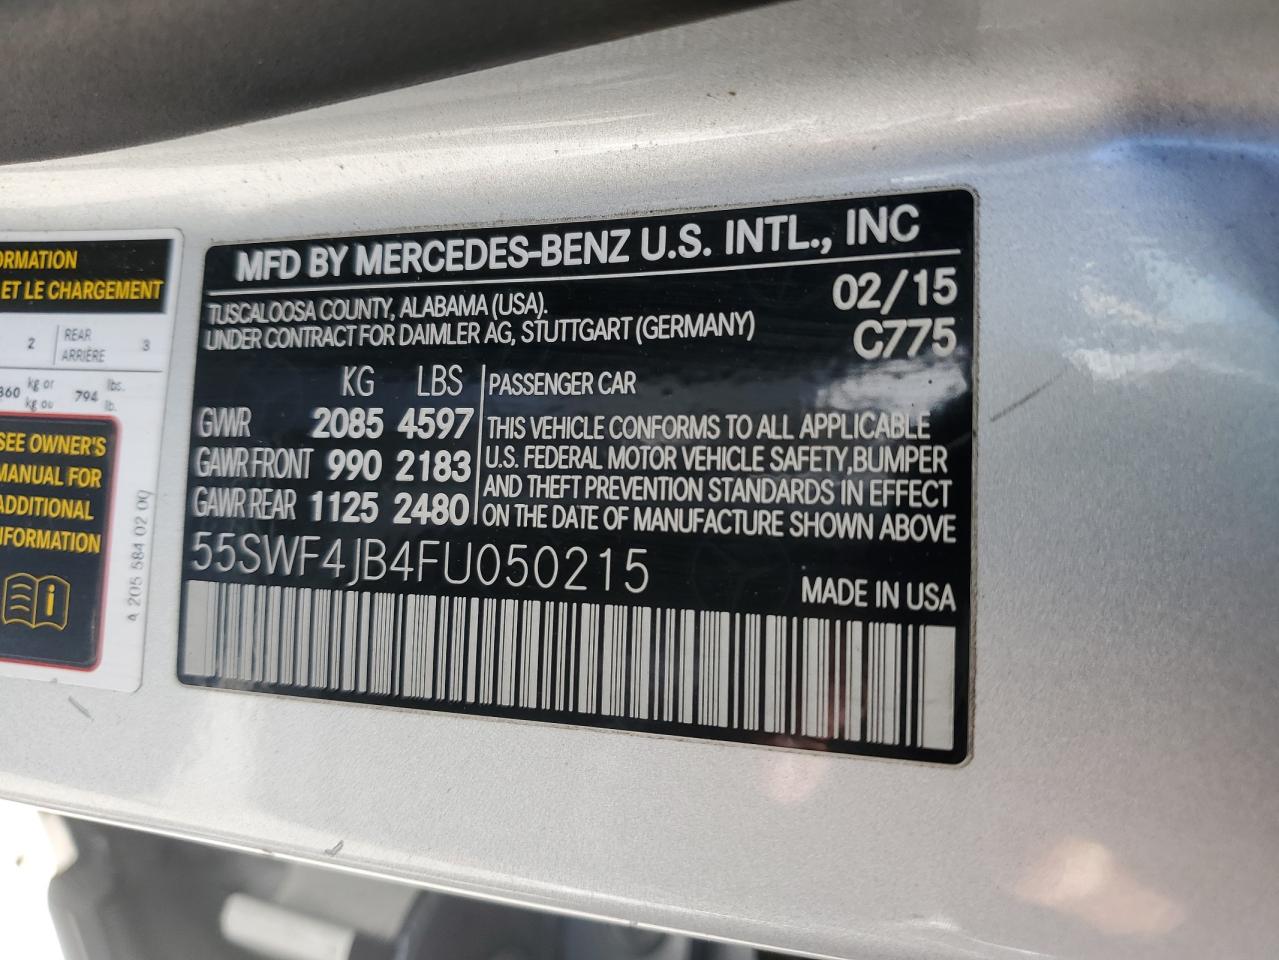 ORMATION
ET LE CHARGEMENT
2 REAR ARRIÈRE 3
360 kg or kg ou 794 lbs. lb.
SEE OWNER'S
MANUAL FOR
ADDITIONAL
INFORMATION
A 205 584 02 00
MFD BY MERCEDES-BENZ U.S. INTL., INC
TUSCALOOSA COUNTY, ALABAMA (USA). 02/15
UNDER CONTRACT FOR DAIMLER AG, STUTTGART (GERMANY) C775
KG LBS
GVWR 2085 4597
GAWR FRONT 990 2183
GAWR REAR 1125 2480
PASSENGER CAR
THIS VEHICLE CONFORMS TO ALL APPLICABLE
U.S. FEDERAL MOTOR VEHICLE SAFETY, BUMPER
AND THEFT PREVENTION STANDARDS IN EFFECT
ON THE DATE OF MANUFACTURE SHOWN ABOVE
55SWF4JB4FU050215
MADE IN USA